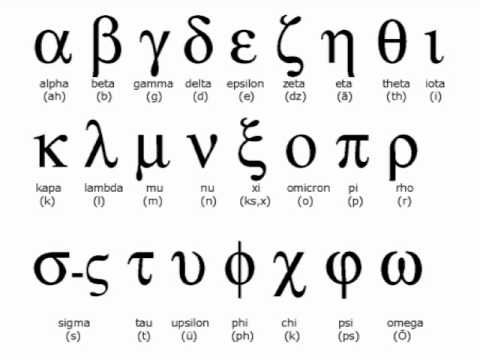 α β γ δ ε ζ η θ ι
alpha beta gamma delta epsilon zeta eta theta iota
(ah) (b) (g) (d) (e) (dz) (ā) (th) (i)
κ λ μ ν ξ ο π ρ
kapa lambda mu nu xi omicron pi rho
(k) (l) (m) (n) (ks,x) (o) (p) (r)
σ-ς τ υ ϕ χ φ ω
sigma tau upsilon phi chi psi omega
(s) (t) (ü) (ph) (k) (ps) (Ō)